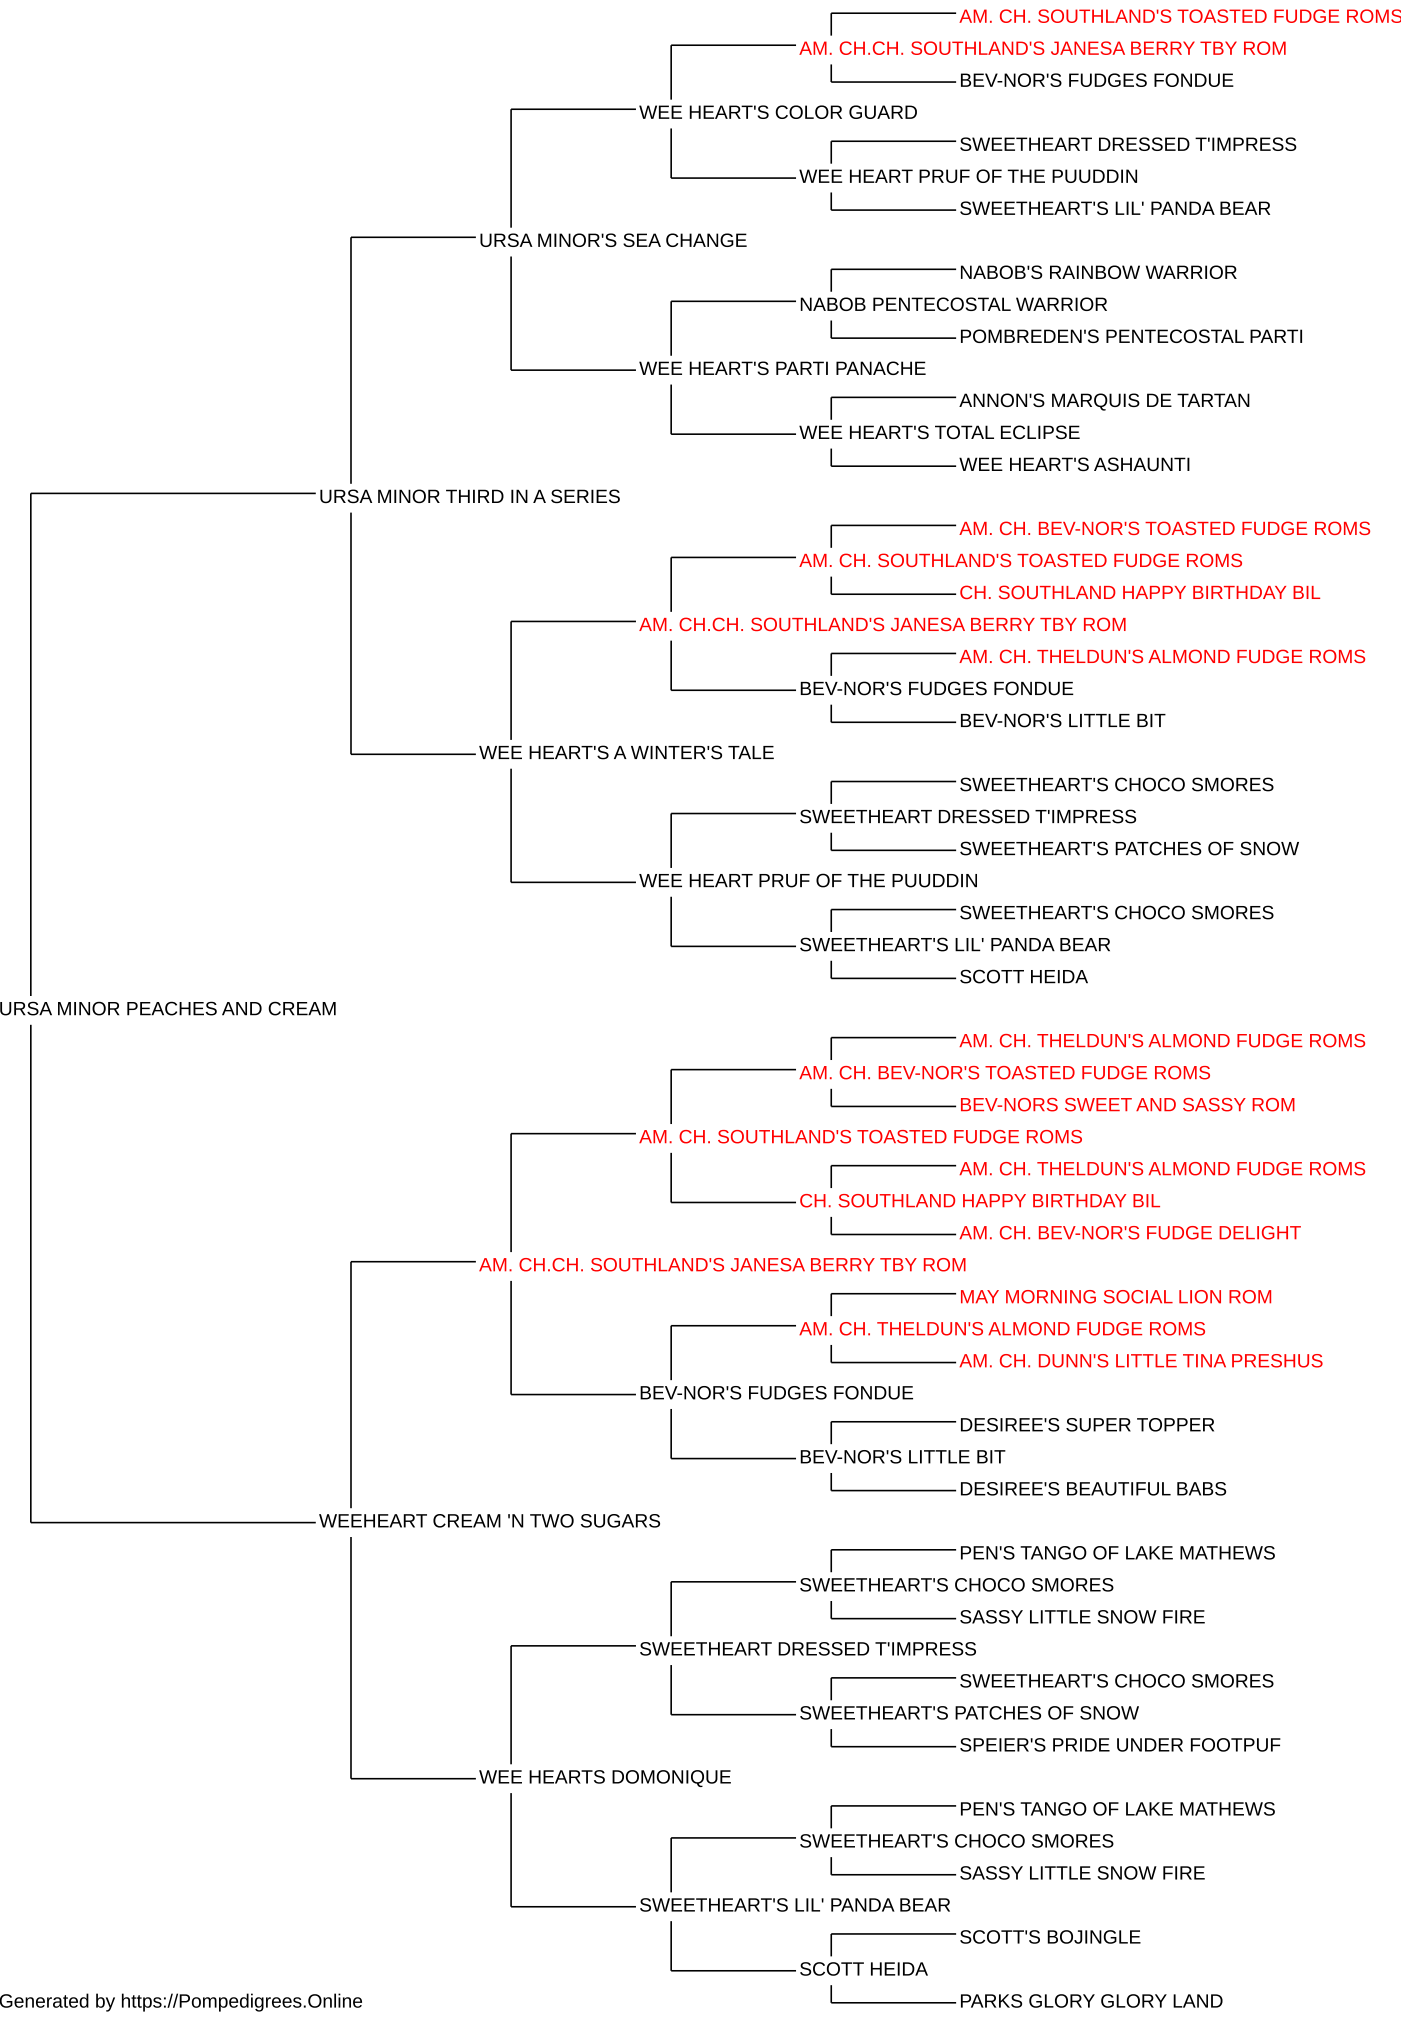 AM. CH. SOUTHLAND'S TOASTED FUDGE ROMS
AM. CH.CH. SOUTHLAND'S JANESA BERRY TBY ROM
BEV-NOR'S FUDGES FONDUE
WEE HEART'S COLOR GUARD
SWEETHEART DRESSED T'IMPRESS
WEE HEART PRUF OF THE PUUDDIN
SWEETHEART'S LIL' PANDA BEAR
URSA MINOR'S SEA CHANGE
NABOB'S RAINBOW WARRIOR
NABOB PENTECOSTAL WARRIOR
POMBREDEN'S PENTECOSTAL PARTI
WEE HEART'S PARTI PANACHE
ANNON'S MARQUIS DE TARTAN
WEE HEART'S TOTAL ECLIPSE
WEE HEART'S ASHAUNTI
URSA MINOR THIRD IN A SERIES
AM. CH. BEV-NOR'S TOASTED FUDGE ROMS
AM. CH. SOUTHLAND'S TOASTED FUDGE ROMS
CH. SOUTHLAND HAPPY BIRTHDAY BIL
AM. CH.CH. SOUTHLAND'S JANESA BERRY TBY ROM
AM. CH. THELDUN'S ALMOND FUDGE ROMS
BEV-NOR'S FUDGES FONDUE
BEV-NOR'S LITTLE BIT
WEE HEART'S A WINTER'S TALE
SWEETHEART'S CHOCO SMORES
SWEETHEART DRESSED T'IMPRESS
SWEETHEART'S PATCHES OF SNOW
WEE HEART PRUF OF THE PUUDDIN
SWEETHEART'S CHOCO SMORES
SWEETHEART'S LIL' PANDA BEAR
SCOTT HEIDA
URSA MINOR PEACHES AND CREAM
AM. CH. THELDUN'S ALMOND FUDGE ROMS
AM. CH. BEV-NOR'S TOASTED FUDGE ROMS
BEV-NORS SWEET AND SASSY ROM
AM. CH. SOUTHLAND'S TOASTED FUDGE ROMS
AM. CH. THELDUN'S ALMOND FUDGE ROMS
CH. SOUTHLAND HAPPY BIRTHDAY BIL
AM. CH. BEV-NOR'S FUDGE DELIGHT
AM. CH.CH. SOUTHLAND'S JANESA BERRY TBY ROM
MAY MORNING SOCIAL LION ROM
AM. CH. THELDUN'S ALMOND FUDGE ROMS
AM. CH. DUNN'S LITTLE TINA PRESHUS
BEV-NOR'S FUDGES FONDUE
DESIREE'S SUPER TOPPER
BEV-NOR'S LITTLE BIT
DESIREE'S BEAUTIFUL BABS
WEEHEART CREAM 'N TWO SUGARS
PEN'S TANGO OF LAKE MATHEWS
SWEETHEART'S CHOCO SMORES
SASSY LITTLE SNOW FIRE
SWEETHEART DRESSED T'IMPRESS
SWEETHEART'S CHOCO SMORES
SWEETHEART'S PATCHES OF SNOW
SPEIER'S PRIDE UNDER FOOTPUF
WEE HEARTS DOMONIQUE
PEN'S TANGO OF LAKE MATHEWS
SWEETHEART'S CHOCO SMORES
SASSY LITTLE SNOW FIRE
SWEETHEART'S LIL' PANDA BEAR
SCOTT'S BOJINGLE
SCOTT HEIDA
PARKS GLORY GLORY LAND
Generated by https://Pompedigrees.Online